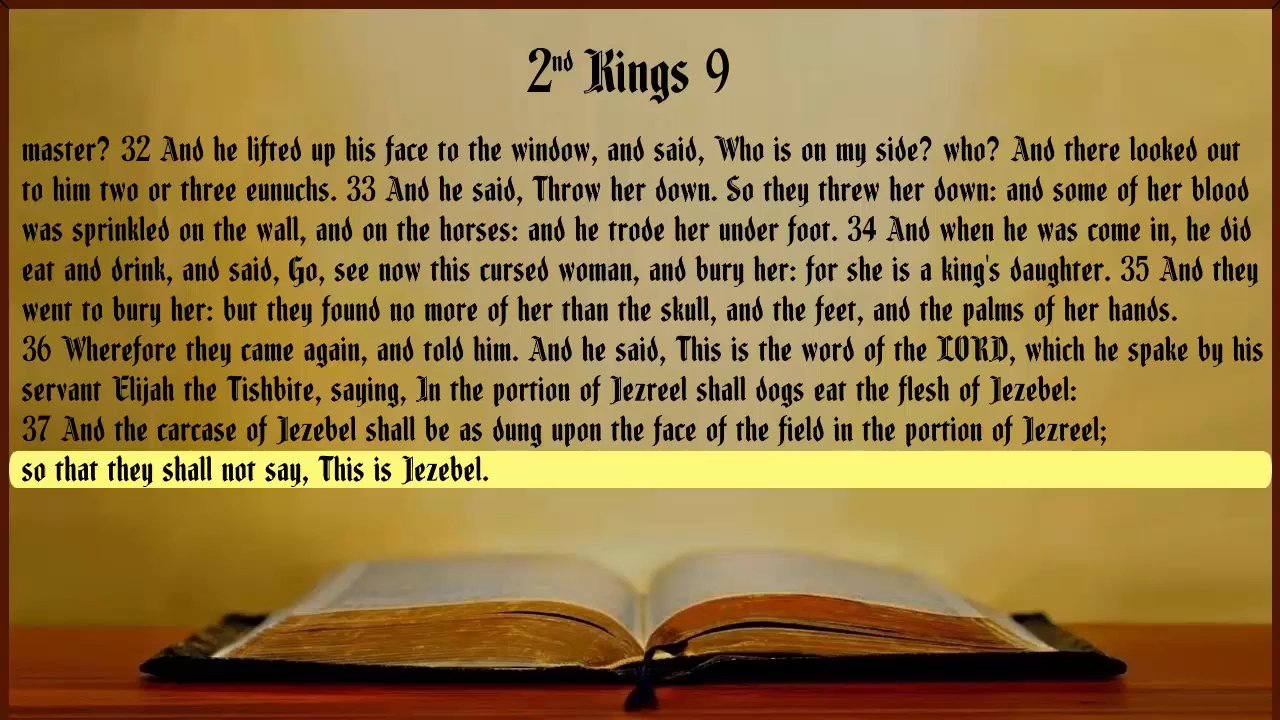 2nd Kings 9
master? 32 And he lifted up his face to the window, and said, Who is on my side? who? And there looked out
to him two or three eunuchs. 33 And he said, Throw her down. So they threw her down: and some of her blood
was sprinkled on the wall, and on the horses: and he trode her under foot. 34 And when he was come in, he did
eat and drink, and said, Go, see now this cursed woman, and bury her: for she is a king's daughter. 35 And they
went to bury her: but they found no more of her than the skull, and the feet, and the palms of her hands.
36 Wherefore they came again, and told him. And he said, This is the word of the LORD, which he spake by his
servant Elijah the Tishbite, saying, In the portion of Jezreel shall dogs eat the flesh of Jezebel:
37 And the carcase of Jezebel shall be as dung upon the face of the field in the portion of Jezreel;
so that they shall not say, This is Jezebel.